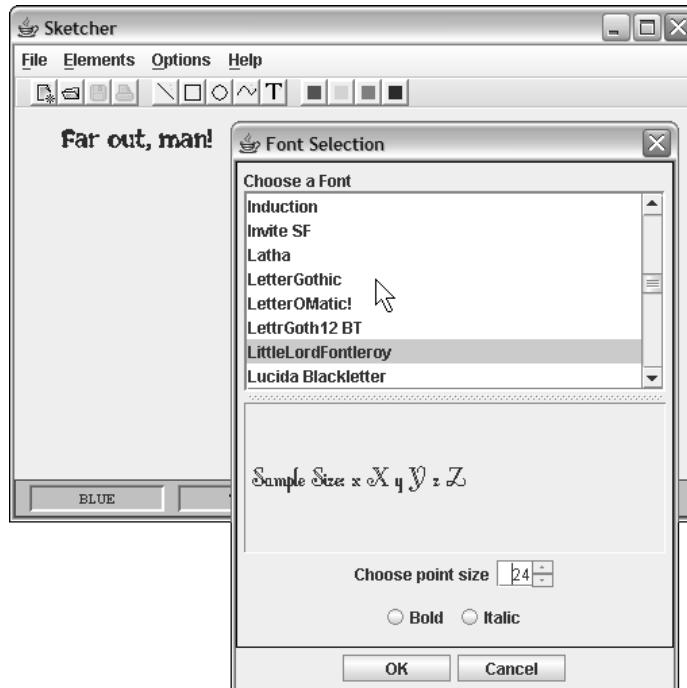 Sketcher
File Elements Options Help
T
Far out, man!
Font Selection
Choose a Font
Induction
Invite SF
Latha
LetterGothic
LetterOMatic!
LettrGoth12 BT
LittleLordFontleroy
Lucida Blackletter
Sample Size: x X y Y z Z
BLUE
Choose point size 24
Bold Italic
OK Cancel